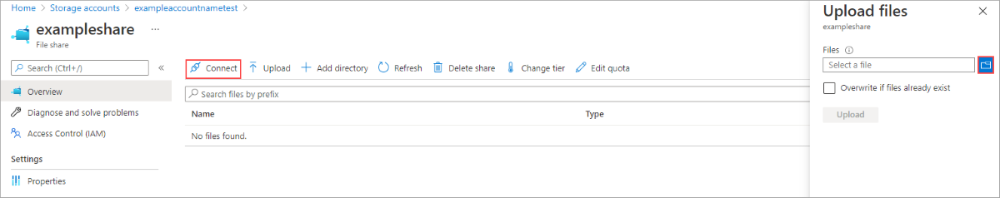 Home > Storage accounts > exampleaccountnametest >
exampleshare ...
File share
Search (Ctrl+/) «
Overview
Diagnose and solve problems
Access Control (IAM)
Settings
Properties
Connect Upload Add directory Refresh Delete share Change tier Edit quota
Search files by prefix
Name Type
No files found.
Upload files
exampleshare
Files
Select a file
Overwrite if files already exist
Upload